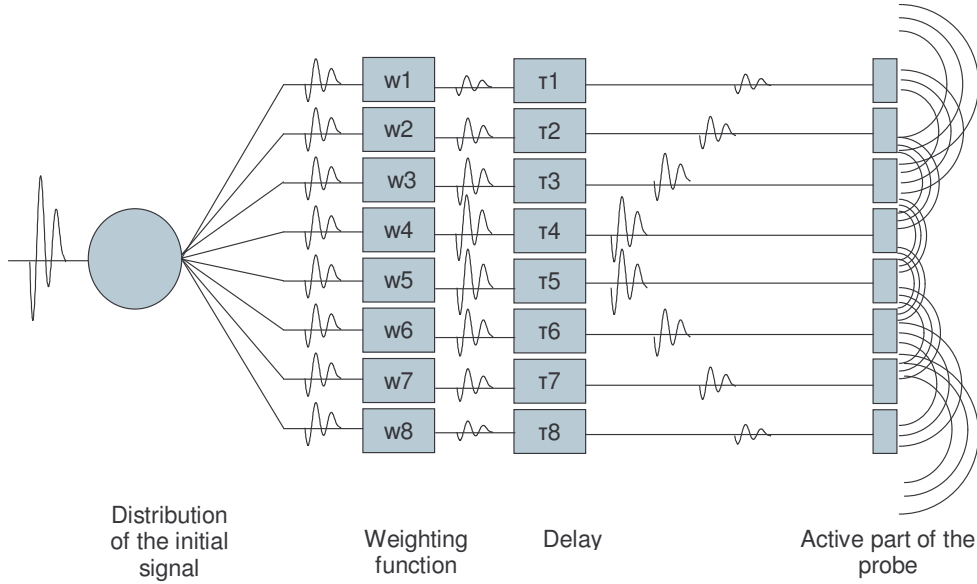 w1 τ1
w2 τ2
w3 τ3
w4 τ4
w5 τ5
w6 τ6
w7 τ7
w8 τ8
Distribution
of the initial
signal
Weighting
function
Delay
Active part of the
probe